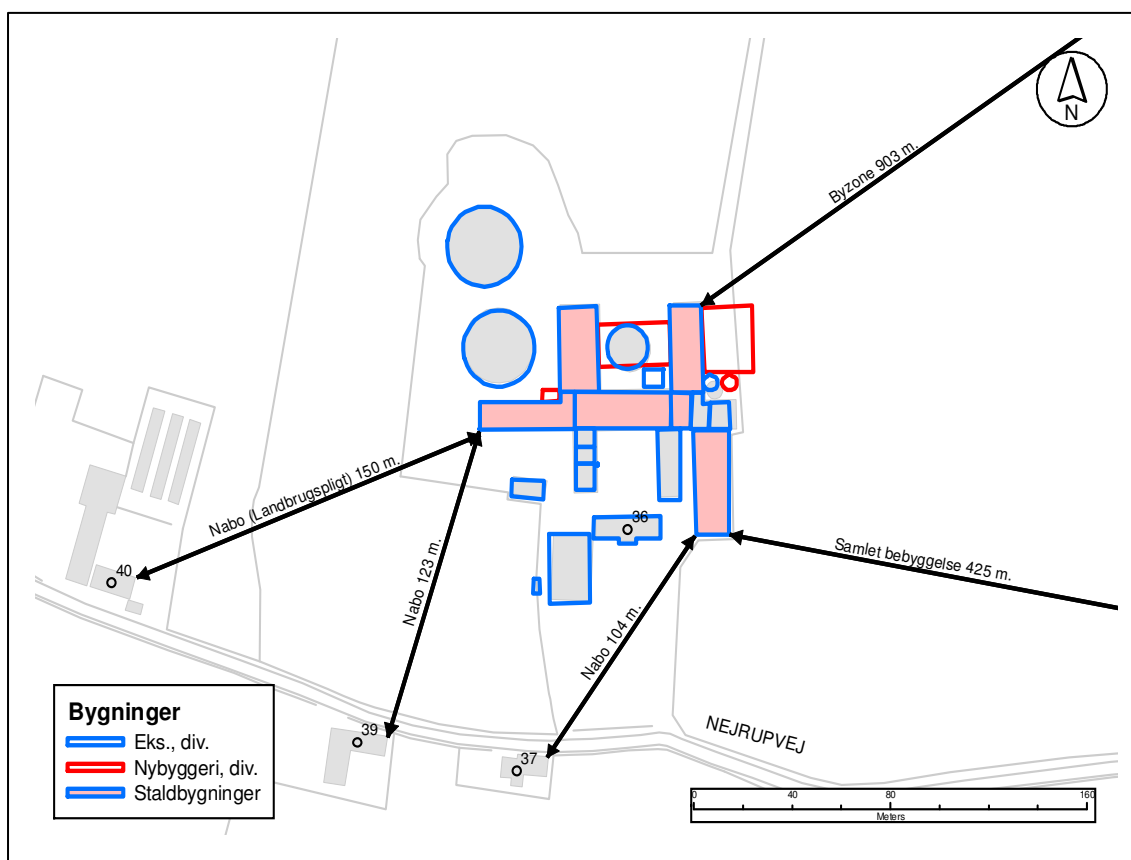 Byzone 903 m.
N
Nabo (Landbrugspligt) 150 m.
36
Samlet bebyggelse 425 m.
40
Nabo 123 m.
Nabo 104 m.
39
37
NEJRUPVEJ
Bygninger
Eks., div.
Nybyggeri, div.
Staldbygninger
0 40 80 160
Meters